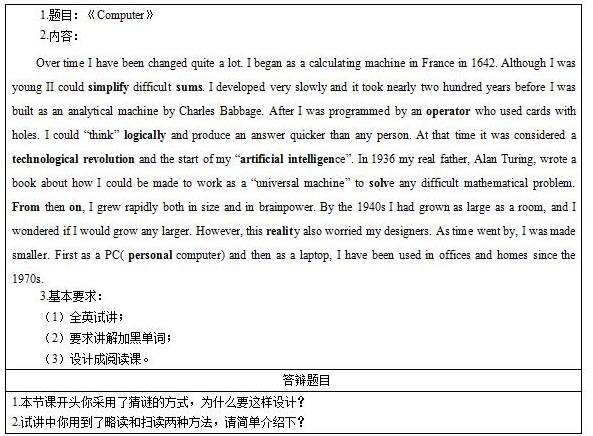 1.题目：《Computer》
2.内容：
Over time I have been changed quite a lot. I began as a calculating machine in France in 1642. Although I was
young II could simplify difficult sums. I developed very slowly and it took nearly two hundred years before I was
built as an analytical machine by Charles Babbage. After I was programmed by an operator who used cards with
holes. I could “think” logically and produce an answer quicker than any person. At that time it was considered a
technological revolution and the start of my “artificial intelligence”. In 1936 my real father, Alan Turing, wrote a
book about how I could be made to work as a “universal machine” to solve any difficult mathematical problem.
From then on, I grew rapidly both in size and in brainpower. By the 1940s I had grown as large as a room, and I
wondered if I would grow any larger. However, this reality also worried my designers. As time went by, I was made
smaller. First as a PC( personal computer) and then as a laptop, I have been used in offices and homes since the
1970s.
3.基本要求：
（1）全英试讲；
（2）要求讲解加黑单词；
（3）设计成阅读课。
答辩题目
1.本节课开头你采用了猜谜的方式，为什么要这样设计？
2.试讲中你用到了略读和扫读两种方法，请简单介绍下？